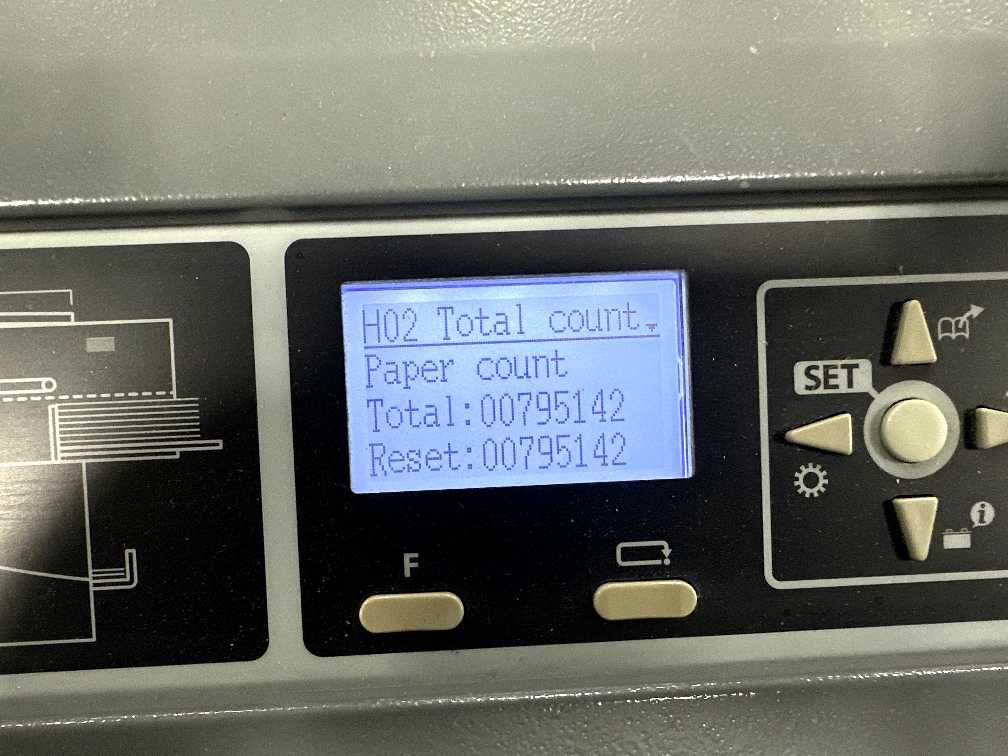 H02 Total count
Paper count
Total:00795142
Reset:00795142
SET
F
i